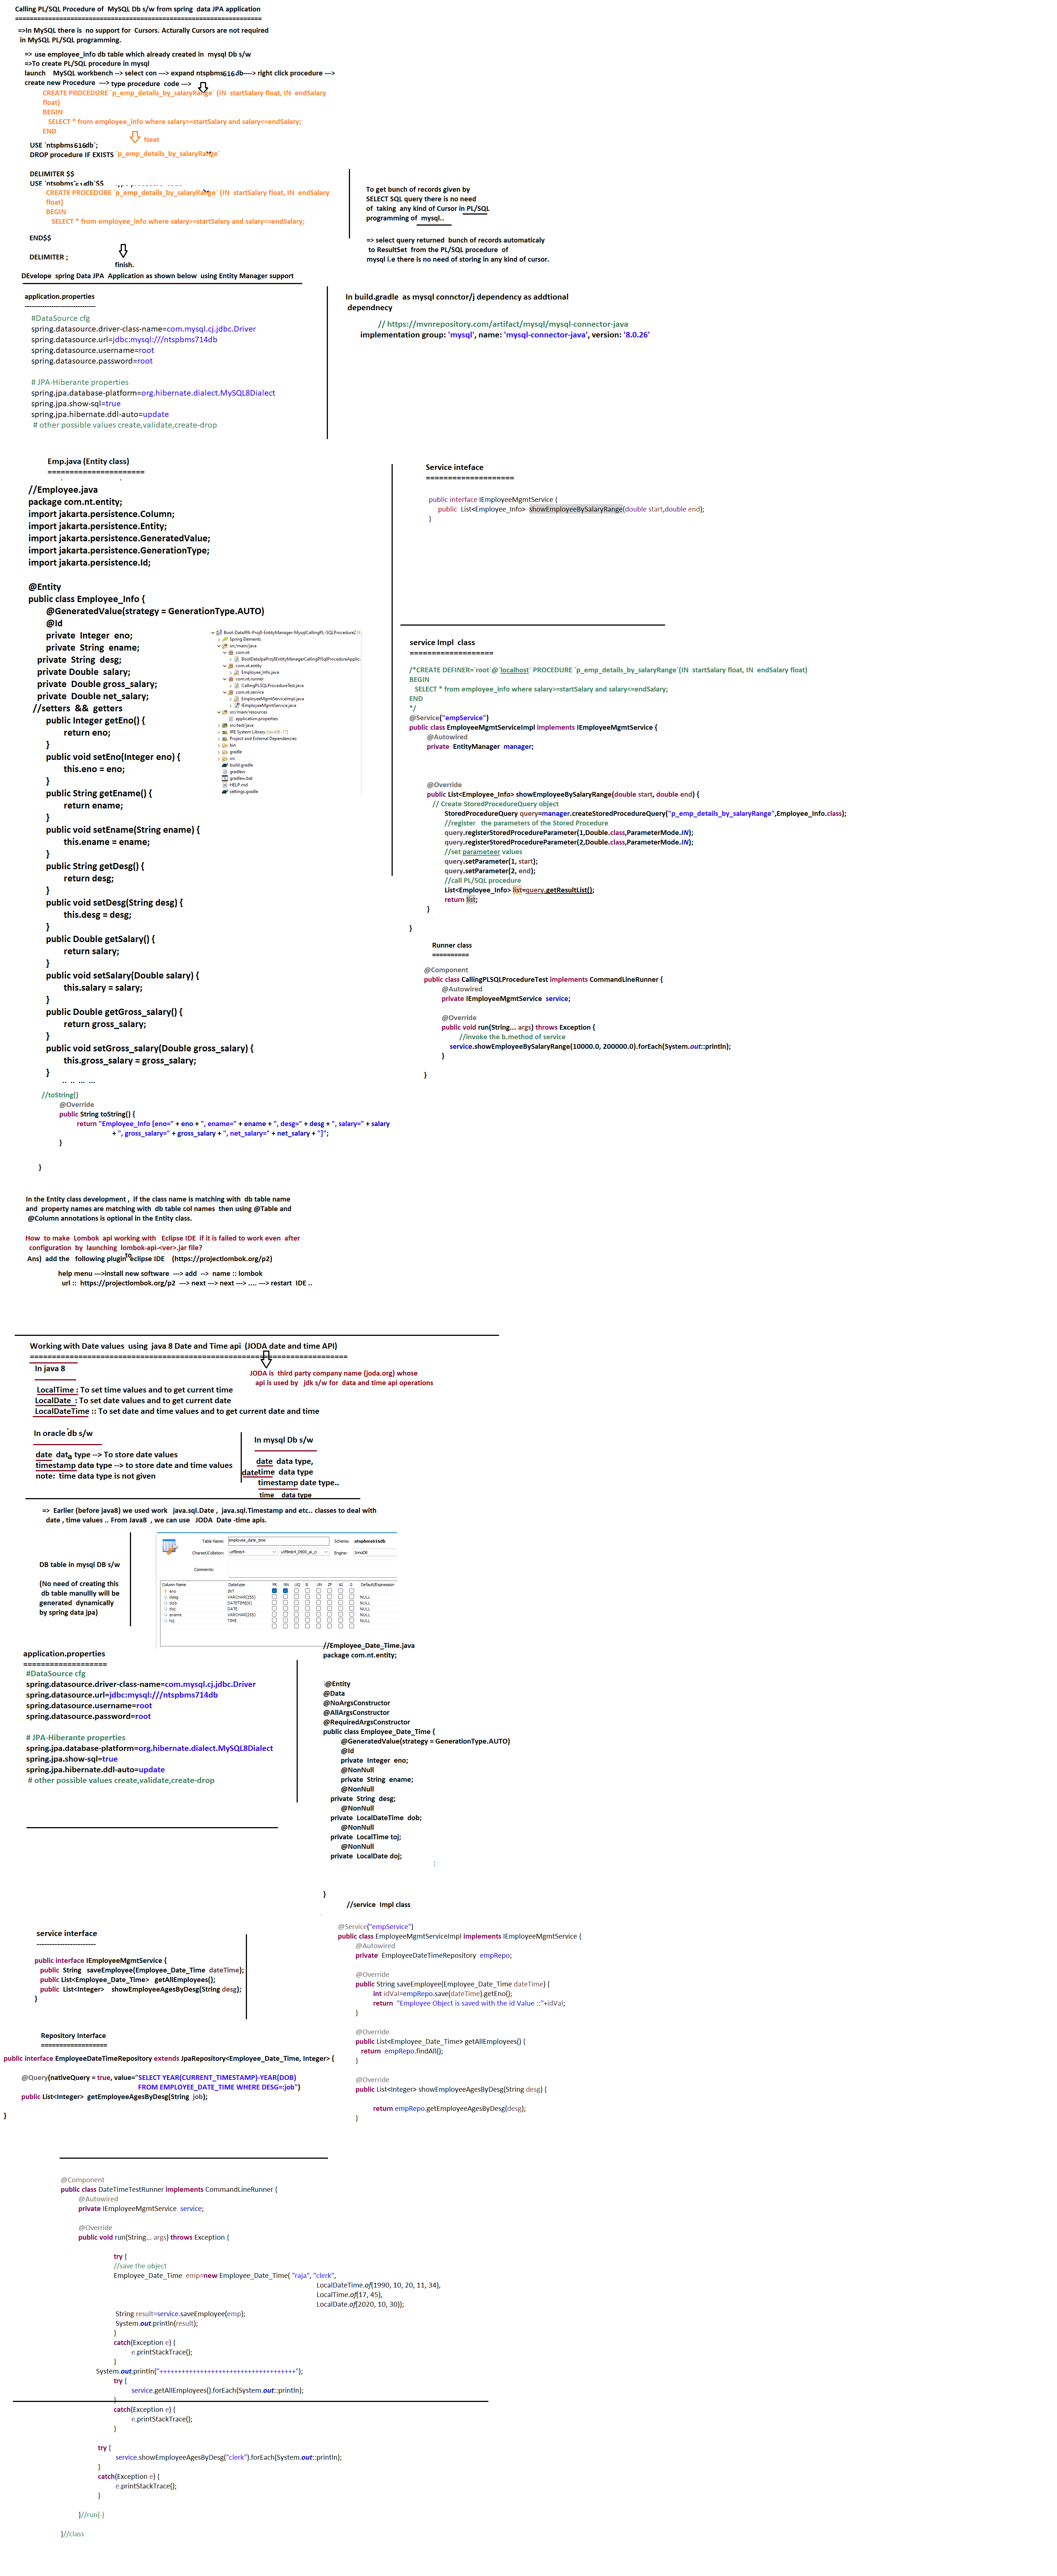 Calling PL/SQL Procedure of MySQL Db s/w from spring data JPA application
=>In MySQL there is no support for Cursors. Acturally Cursors are not required
in MySQL PL/SQL programming.
=> use employee_info db table which already created in mysql Db s/w
=>To create PL/SQL procedure in mysql
launch MySQL workbench --> select con ---> expand ntspbms616db----> right click procedure --->
create new Procedure ---> type procedure code --->
CREATE PROCEDURE `p_emp_details_by_salaryRange` (IN startSalary float, IN endSalary
float)
BEGIN
SELECT * from employee_info where salary>=startSalary and salary<=endSalary;
END
Next
USE `ntspbms616db`;
DROP procedure IF EXISTS `p_emp_details_by_salaryRange`
DELIMITER $$
USE `ntspbms616db`$$
CREATE PROCEDURE `p_emp_details_by_salaryRange` (IN startSalary float, IN endSalary
float)
BEGIN
SELECT * from employee_info where salary>=startSalary and salary<=endSalary;
END$$
DELIMITER ;
finish.
To get bunch of records given by
SELECT SQL query there is no need
of taking any kind of Cursor in PL/SQL
programming of mysql..
=> select query returned bunch of records automaticaly
to ResultSet from the PL/SQL procedure of
mysql i.e there is no need of storing in any kind of cursor.
DEvelope spring Data JPA Application as shown below using Entity Manager support
application.properties
--------------------------------
#DataSource cfg
spring.datasource.driver-class-name=com.mysql.cj.jdbc.Driver
spring.datasource.url=jdbc:mysql:///ntspbms714db
spring.datasource.username=root
spring.datasource.password=root
# JPA-Hiberante properties
spring.jpa.database-platform=org.hibernate.dialect.MySQL8Dialect
spring.jpa.show-sql=true
spring.jpa.hibernate.ddl-auto=update
# other possible values create,validate,create-drop
In build.gradle as mysql connctor/j dependency as addtional
dependnecy
// https://mvnrepository.com/artifact/mysql/mysql-connector-java
implementation group: 'mysql', name: 'mysql-connector-java', version: '8.0.26'
Emp.java (Entity class)
======================
//Employee.java
package com.nt.entity;
import jakarta.persistence.Column;
import jakarta.persistence.Entity;
import jakarta.persistence.GeneratedValue;
import jakarta.persistence.GenerationType;
import jakarta.persistence.Id;
@Entity
public class Employee_Info {
@GeneratedValue(strategy = GenerationType.AUTO)
@Id
private Integer eno;
private String ename;
private String desg;
private Double salary;
private Double gross_salary;
private Double net_salary;
//setters && getters
public Integer getEno() {
return eno;
}
public void setEno(Integer eno) {
this.eno = eno;
}
public String getEname() {
return ename;
}
public void setEname(String ename) {
this.ename = ename;
}
public String getDesg() {
return desg;
}
public void setDesg(String desg) {
this.desg = desg;
}
public Double getSalary() {
return salary;
}
public void setSalary(Double salary) {
this.salary = salary;
}
public Double getGross_salary() {
return gross_salary;
}
public void setGross_salary(Double gross_salary) {
this.gross_salary = gross_salary;
}
.. .. ... ...
//toString()
@Override
public String toString() {
return "Employee_Info [eno=" + eno + ", ename=" + ename + ", desg=" + desg + ", salary=" + salary
+ ", gross_salary=" + gross_salary + ", net_salary=" + net_salary + "]";
}
}
Spring Elements
src/main/java
com.nt
BootDataJpaProj8EntityManagerCallingPlSqlProcedureApplic
com.nt.entity
Employee_Info.java
com.nt.runner
CallingPLSQLProcedureTest.java
com.nt.service
EmployeeMgmtServiceImpl.java
IEmployeeMgmtService.java
src/main/resources
application.properties
src/test/java
JRE System Library [JavaSE-17]
Project and External Dependencies
bin
gradle
src
build.gradle
gradlew
gradlew.bat
HELP.md
settings.gradle
Service inteface
====================
public interface IEmployeeMgmtService {
public List<Employee_Info> showEmployeeBySalaryRange(double start,double end);
}
service Impl class
===================
/*CREATE DEFINER=`root`@`localhost` PROCEDURE `p_emp_details_by_salaryRange`(IN startSalary float, IN endSalary float)
BEGIN
SELECT * from employee_info where salary>=startSalary and salary<=endSalary;
END
*/
@Service("empService")
public class EmployeeMgmtServiceImpl implements IEmployeeMgmtService {
@Autowired
private EntityManager manager;
@Override
public List<Employee_Info> showEmployeeBySalaryRange(double start, double end) {
// Create StoredProcedureQuery object
StoredProcedureQuery query=manager.createStoredProcedureQuery("p_emp_details_by_salaryRange",Employee_Info.class);
//register the parameters of the Stored Procedure
query.registerStoredProcedureParameter(1,Double.class,ParameterMode.IN);
query.registerStoredProcedureParameter(2,Double.class,ParameterMode.IN);
//set parameteer values
query.setParameter(1, start);
query.setParameter(2, end);
//call PL/SQL procedure
List<Employee_Info> list=query.getResultList();
return list;
}
}
Runner class
==========
@Component
public class CallingPLSQLProcedureTest implements CommandLineRunner {
@Autowired
private IEmployeeMgmtService service;
@Override
public void run(String... args) throws Exception {
//invoke the b.method of service
service.showEmployeeBySalaryRange(10000.0, 200000.0).forEach(System.out::println);
}
}
In the Entity class development , if the class name is matching with db table name
and property names are matching with db table col names then using @Table and
@Column annotations is optional in the Entity class.
How to make Lombok api working with Eclipse IDE if it is failed to work even after
configuration by launching lombok-api-<ver>.jar file?
Ans) add the following plugin to eclipse IDE (https://projectlombok.org/p2)
help menu --->install new software ---> add --> name :: lombok
url :: https://projectlombok.org/p2 ---> next ---> next ---> .... ---> restart IDE ..
Working with Date values using java 8 Date and Time api (JODA date and time API)
In java 8
JODA is third party company name (joda.org) whose
api is used by jdk s/w for data and time api operations
LocalTime : To set time values and to get current time
LocalDate : To set date values and to get current date
LocalDateTime :: To set date and time values and to get current date and time
In oracle db s/w
date data type --> To store date values
timestamp data type --> to store date and time values
note: time data type is not given
In mysql Db s/w
date data type,
datetime data type
timestamp date type..
time data type
=> Earlier (before java8) we used work java.sql.Date , java.sql.Timestamp and etc.. classes to deal with
date , time values .. From Java8 , we can use JODA Date -time apis.
DB table in mysql DB s/w
(No need of creating this
db table manullly will be
generated dynamically
by spring data jpa)
Table Name: employee_date_time Schema: ntspbms616db
Charset/Collation: utf8mb4 utf8mb4_0900_ai_ci Engine: InnoDB
Comments:
Column Name Datatype PK NN UQ B UN ZF AI G Default/Expression
eno INT
desg VARCHAR(255) NULL
dob DATETIME(6) NULL
doj DATE NULL
ename VARCHAR(255) NULL
toj TIME NULL
application.properties
===================
#DataSource cfg
spring.datasource.driver-class-name=com.mysql.cj.jdbc.Driver
spring.datasource.url=jdbc:mysql:///ntspbms714db
spring.datasource.username=root
spring.datasource.password=root
# JPA-Hiberante properties
spring.jpa.database-platform=org.hibernate.dialect.MySQL8Dialect
spring.jpa.show-sql=true
spring.jpa.hibernate.ddl-auto=update
# other possible values create,validate,create-drop
//Employee_Date_Time.java
package com.nt.entity;
@Entity
@Data
@NoArgsConstructor
@AllArgsConstructor
@RequiredArgsConstructor
public class Employee_Date_Time {
@GeneratedValue(strategy = GenerationType.AUTO)
@Id
private Integer eno;
@NonNull
private String ename;
@NonNull
private String desg;
@NonNull
private LocalDateTime dob;
@NonNull
private LocalTime toj;
@NonNull
private LocalDate doj;
}
service interface
-----------------------
public interface IEmployeeMgmtService {
public String saveEmployee(Employee_Date_Time dateTime);
public List<Employee_Date_Time> getAllEmployees();
public List<Integer> showEmployeeAgesByDesg(String desg);
}
Repository Interface
==================
public interface EmployeeDateTimeRepository extends JpaRepository<Employee_Date_Time, Integer> {
@Query(nativeQuery = true, value="SELECT YEAR(CURRENT_TIMESTAMP)-YEAR(DOB)
FROM EMPLOYEE_DATE_TIME WHERE DESG=:job")
public List<Integer> getEmployeeAgesByDesg(String job);
}
//service Impl class
@Service("empService")
public class EmployeeMgmtServiceImpl implements IEmployeeMgmtService {
@Autowired
private EmployeeDateTimeRepository empRepo;
@Override
public String saveEmployee(Employee_Date_Time dateTime) {
int idVal=empRepo.save(dateTime).getEno();
return "Employee Object is saved with the id Value ::"+idVal;
}
@Override
public List<Employee_Date_Time> getAllEmployees() {
return empRepo.findAll();
}
@Override
public List<Integer> showEmployeeAgesByDesg(String desg) {
return empRepo.getEmployeeAgesByDesg(desg);
}
@Component
public class DateTimeTestRunner implements CommandLineRunner {
@Autowired
private IEmployeeMgmtService service;
@Override
public void run(String... args) throws Exception {
try {
//save the object
Employee_Date_Time emp=new Employee_Date_Time( "raja", "clerk",
LocalDateTime.of(1990, 10, 20, 11, 34),
LocalTime.of(17, 45),
LocalDate.of(2020, 10, 30));
String result=service.saveEmployee(emp);
System.out.println(result);
}
catch(Exception e) {
e.printStackTrace();
}
System.out.println("+++++++++++++++++++++++++++++++++++++");
try {
service.getAllEmployees().forEach(System.out::println);
}
catch(Exception e) {
e.printStackTrace();
}
try {
service.showEmployeeAgesByDesg("clerk").forEach(System.out::println);
}
catch(Exception e) {
e.printStackTrace();
}
}//run(-)
}//class